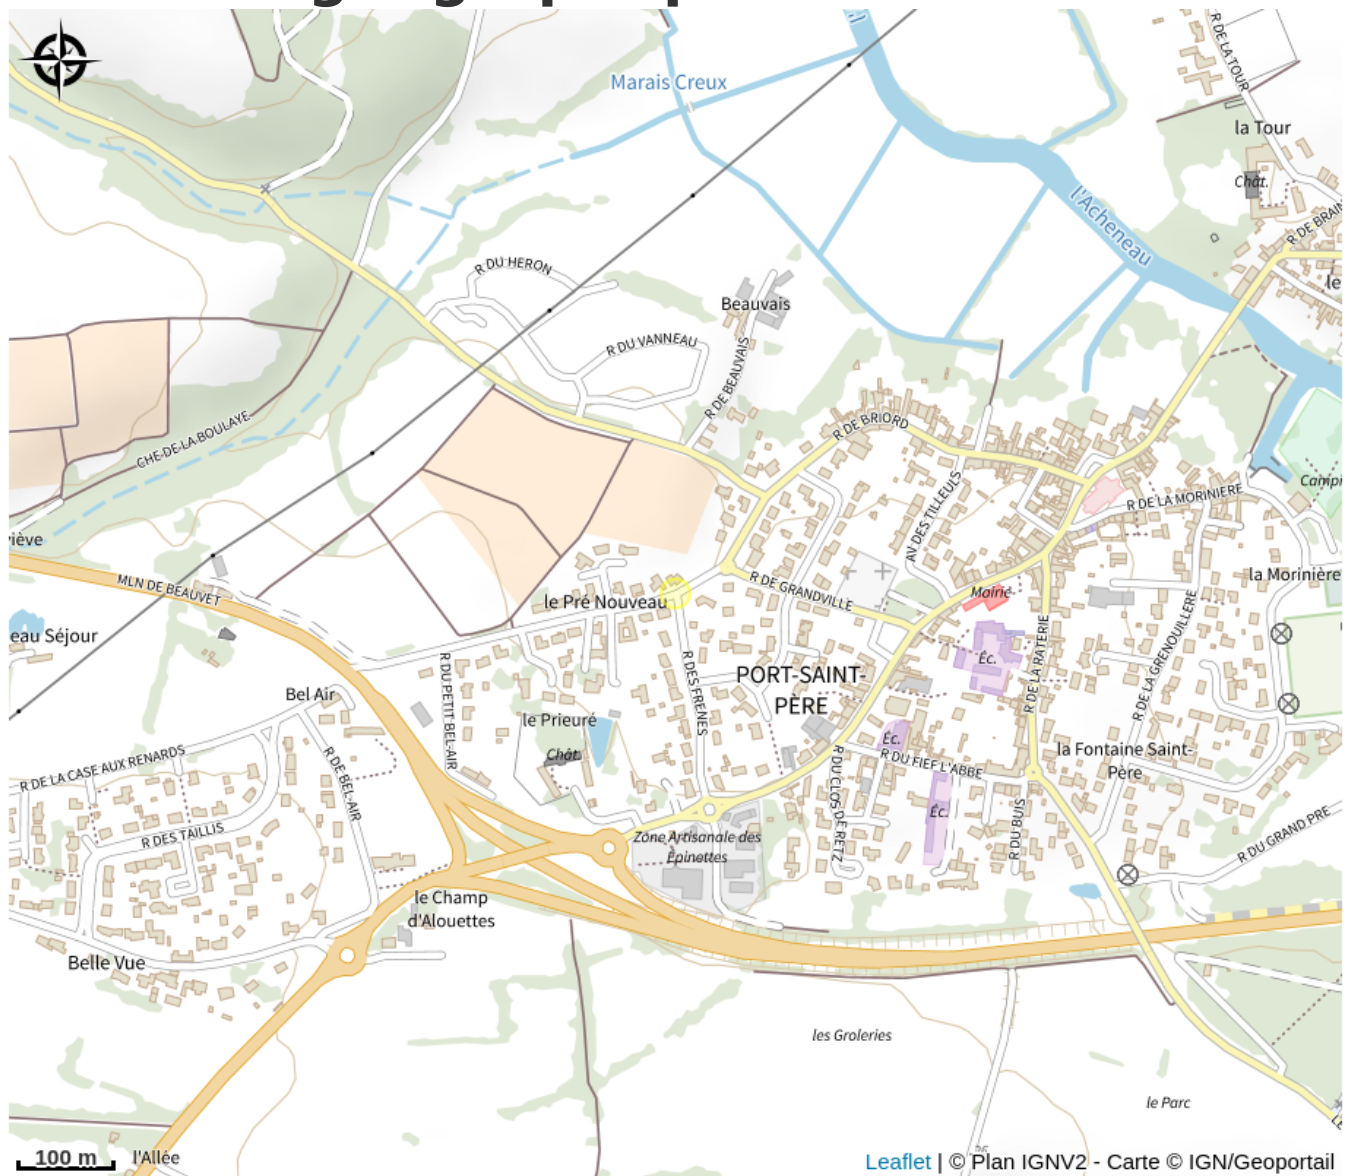 Marais Creux
R DE LA TOUR
la Tour
Chât.
l'Acheneau
R DE BRAIN
le
R DU HERON
Beauvais
R DU VANNEAU
R DE BEAUVAIS
R DE BRIORD
CHE DE LA BOULAYE
AV DES TILLEULS
R DE LA MORINIERE
Campi
viève
MLN DE BEAUVET
la Morinière
R DE GRANDVILLE
Mairie
le Pré Nouveau
eau Séjour
R DE LA RATERIE
R DE LA GRENOUILLERE
Éc.
R DU PETIT BEL-AIR
R DES FRENES
PORT-SAINT-
PÈRE
Bel Air
le Prieuré
Chât.
Éc.
R DE LA CASE AUX RENARDS
R DE BEL-AIR
R DU CLOS DE RETZ
R DU FIEF L'ABBE
la Fontaine Saint-
Père
R DES TAILLIS
Éc.
R DU BUIS
R DU GRAND PRE
Zone Artisanale des
Épinettes
le Champ
d'Alouettes
Belle Vue
les Groleries
le Parc
100 m
l'Allée
Leaflet | © Plan IGNV2 - Carte © IGN/Geoportail